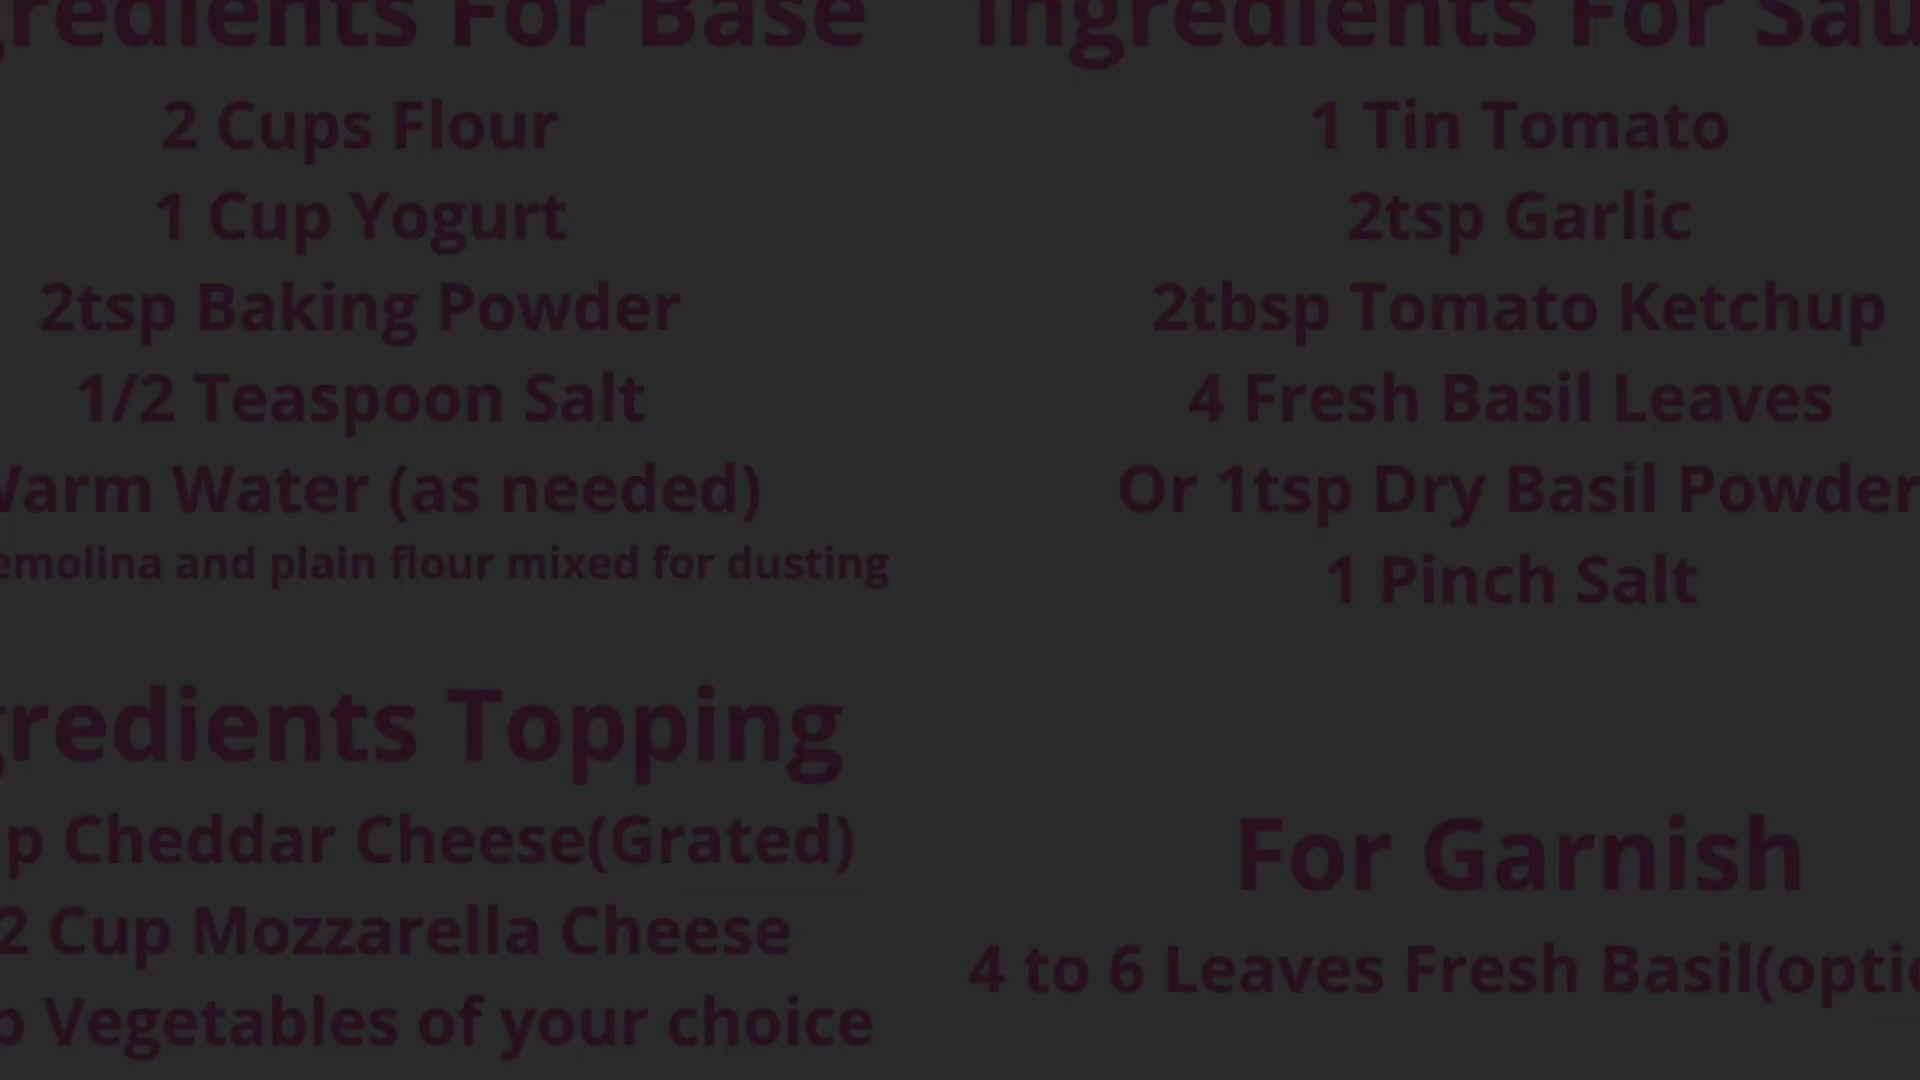 gredients For Base
2 Cups Flour
1 Cup Yogurt
2tsp Baking Powder
1/2 Teaspoon Salt
Warm Water (as needed)
emolina and plain flour mixed for dusting
Ingredients For Sau
1 Tin Tomato
2tsp Garlic
2tbsp Tomato Ketchup
4 Fresh Basil Leaves
Or 1tsp Dry Basil Powder
1 Pinch Salt
gredients Topping
p Cheddar Cheese(Grated)
2 Cup Mozzarella Cheese
p Vegetables of your choice
For Garnish
4 to 6 Leaves Fresh Basil(optio